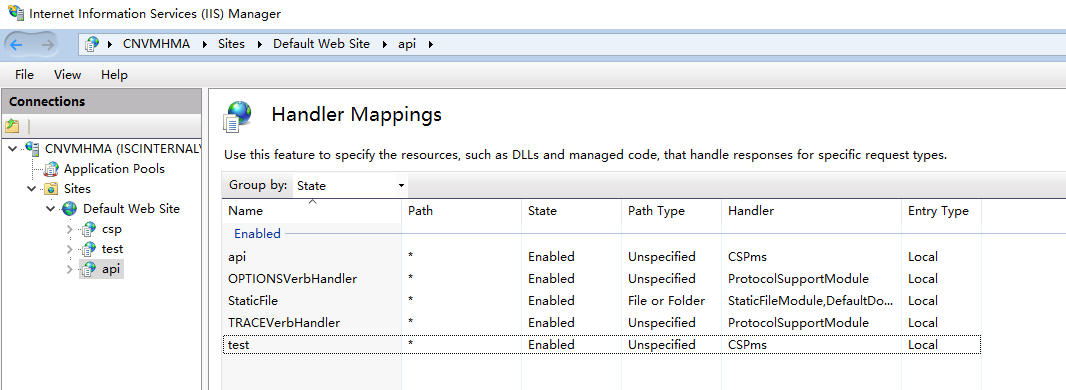 Internet Information Services (IIS) Manager
CNVMHMA Sites Default Web Site api
File View Help
Connections
CNVMHMA (ISCINTERNAL\
Application Pools
Sites
Default Web Site
csp
test
api
Handler Mappings
Use this feature to specify the resources, such as DLLs and managed code, that handle responses for specific request types.
Group by: State
Name Path State Path Type Handler Entry Type
Enabled
api * Enabled Unspecified CSPms Local
OPTIONSVerbHandler * Enabled Unspecified ProtocolSupportModule Local
StaticFile * Enabled File or Folder StaticFileModule,DefaultDo... Local
TRACEVerbHandler * Enabled Unspecified ProtocolSupportModule Local
test * Enabled Unspecified CSPms Local